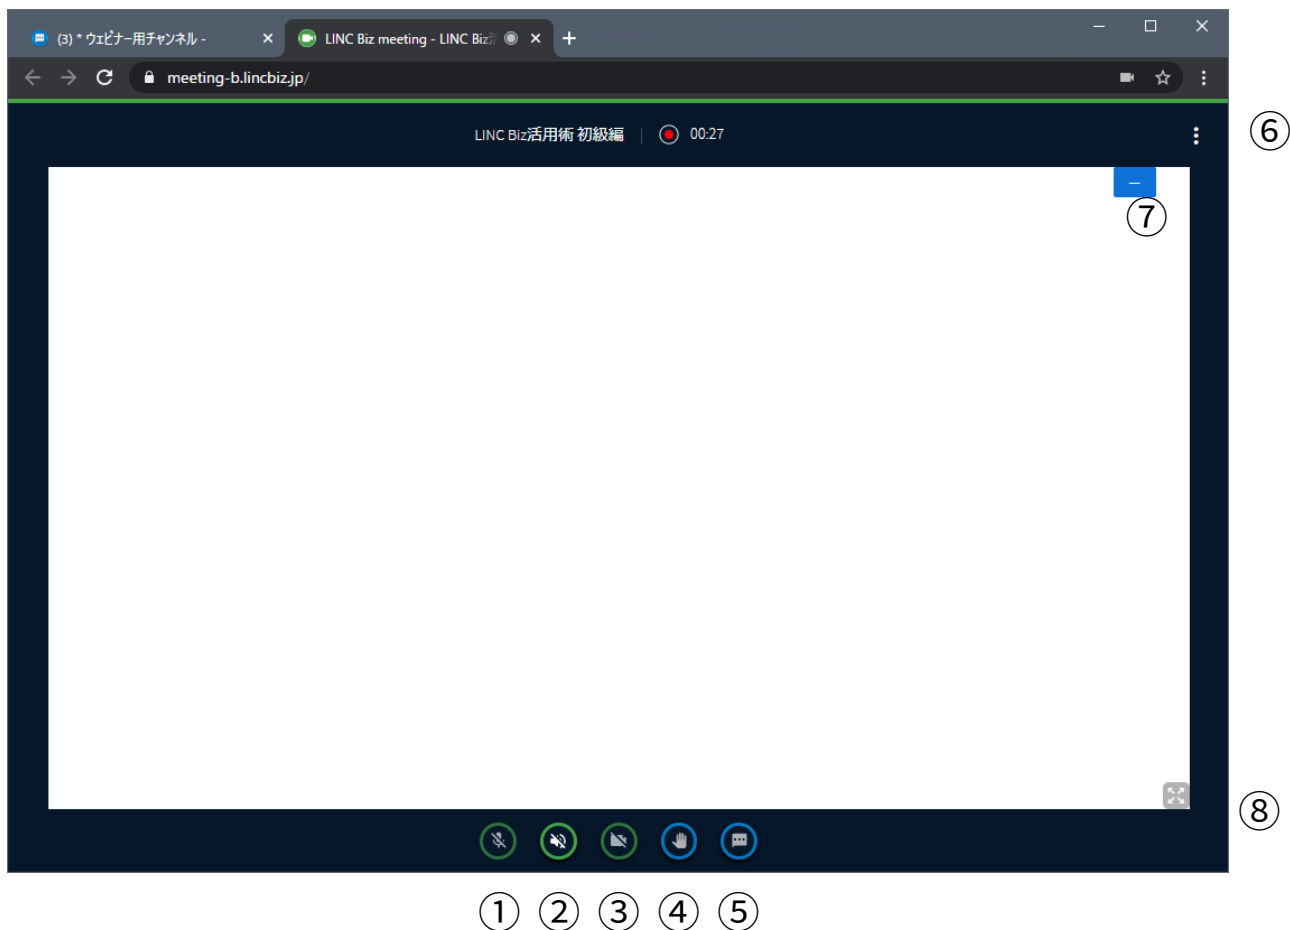 (3) * ウェビナー用チャンネル -
LINC Biz meeting - LINC Biz
meeting-b.lincbiz.jp/
LINC Biz活用術 初級編 | 00:27
⑥
⑦
⑧
① ② ③ ④ ⑤